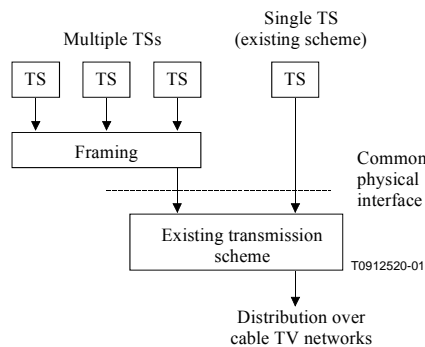 Single TS
(existing scheme)
Multiple TSs
TS
TS
TS
TS
Framing
Common
physical
interface
Existing transmission
scheme
T0912520-01
Distribution over
cable TV networks